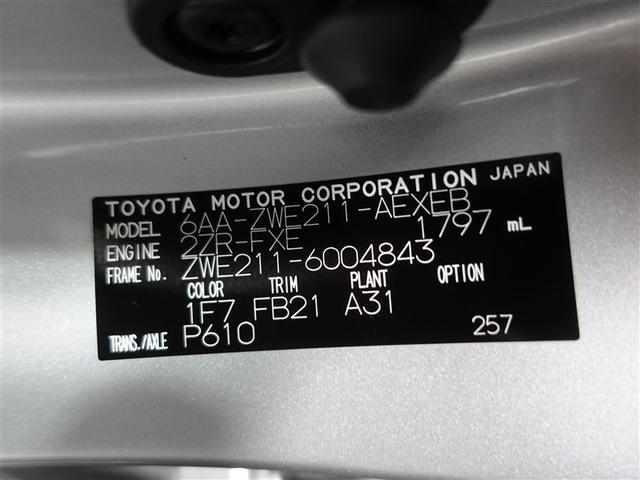 TOYOTA MOTOR CORPORATION JAPAN
MODEL 6AA-ZWE211-AEXEB
ENGINE 2ZR-FXE 1797 mL
FRAME No. ZWE211-6004843
COLOR TRIM PLANT OPTION
1F7 FB21 A31
TRANS./AXLE P610 257